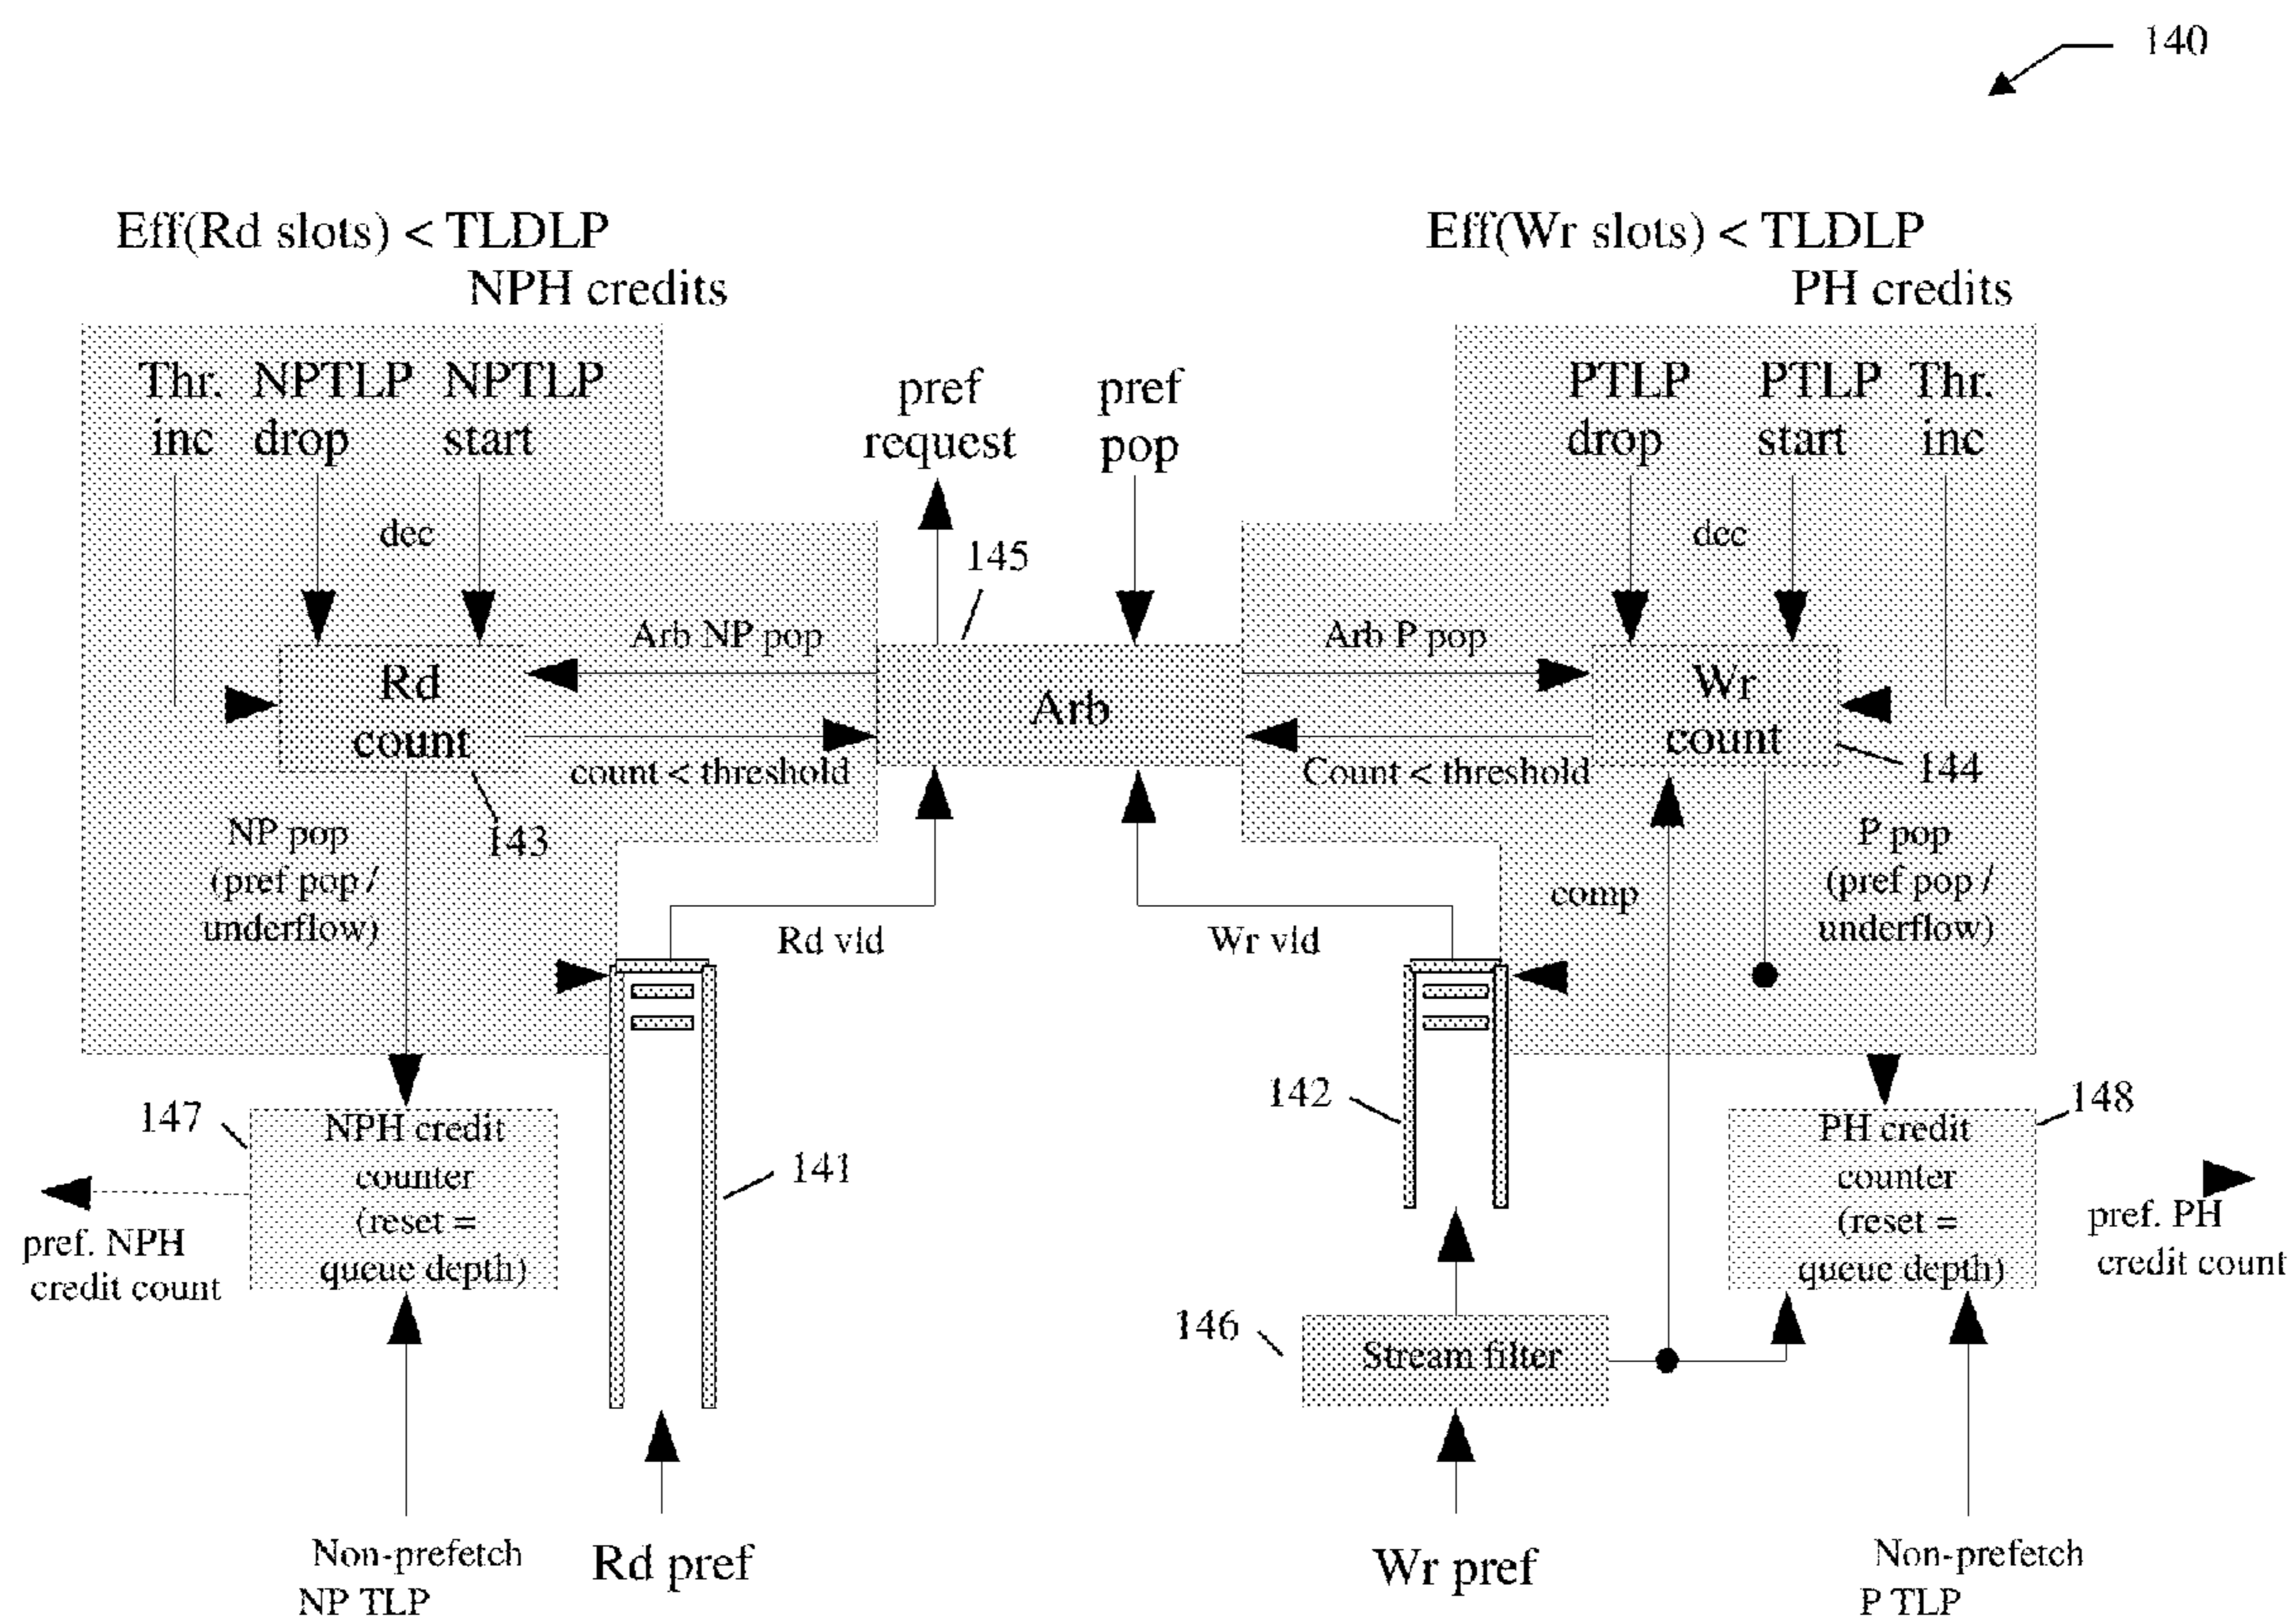 140
Eff(Rd slots) < TLDLP
NPH credits
Eff(Wr slots) < TLDLP
PH credits
Thr.
inc
NPTLP
drop
NPTLP
start
pref
request
pref
pop
PTLP
drop
PTLP
start
Thr.
inc
dec
dec
145
Arb NP pop
Arb P pop
Rd
count
Arb
Wr
count
count < threshold
Count < threshold
144
143
NP pop
(pref pop /
underflow)
P pop
(pref pop /
underflow)
comp
Rd vld
Wr vld
147
NPH credit
counter
(reset =
queue depth)
141
142
148
PH credit
counter
(reset =
queue depth)
pref. NPH
credit count
pref. PH
credit count
146
Stream filter
Non-prefetch
NP TLP
Rd pref
Wr pref
Non-prefetch
P TLP